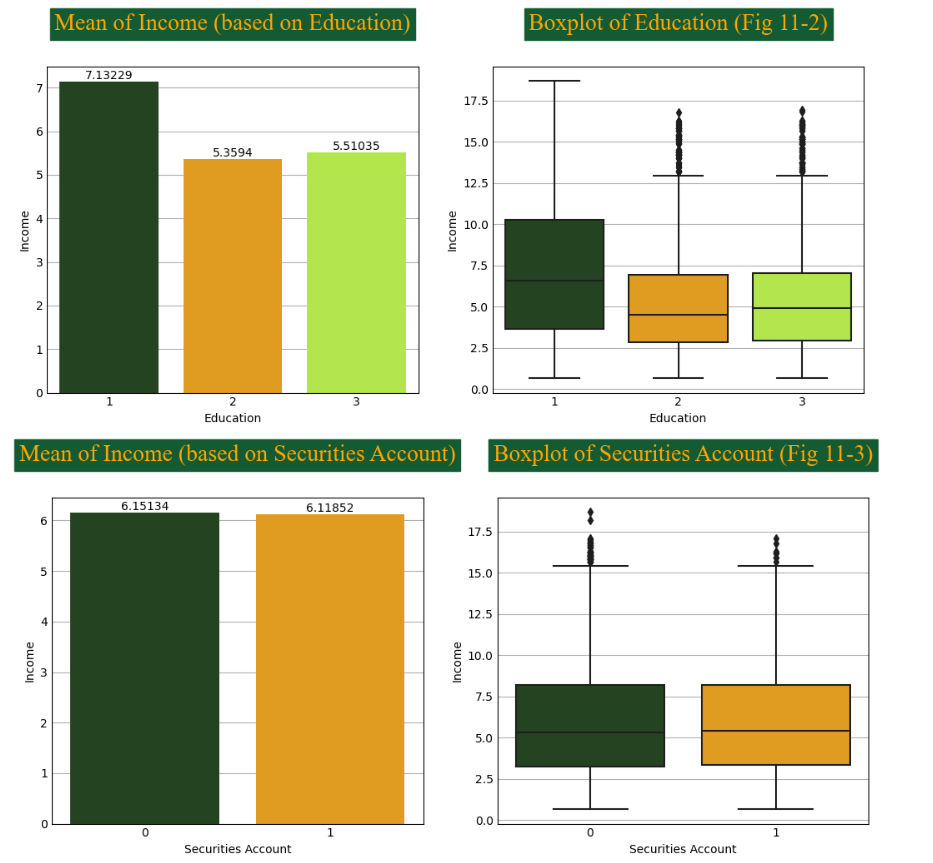 Mean of Income (based on Education)
7.13229
5.3594
5.51035
7
6
5
4
3
2
1
0
Income
1 2 3
Education
Boxplot of Education (Fig 11-2)
17.5
15.0
12.5
10.0
7.5
5.0
2.5
0.0
Income
1 2 3
Education
Mean of Income (based on Securities Account)
6.15134
6.11852
6
5
4
3
2
1
0
Income
0 1
Securities Account
Boxplot of Securities Account (Fig 11-3)
17.5
15.0
12.5
10.0
7.5
5.0
2.5
0.0
Income
0 1
Securities Account